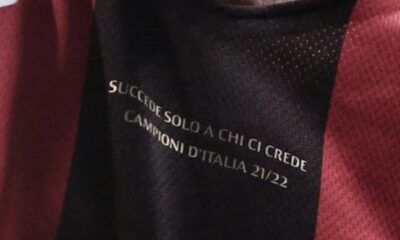 SUCCEDE SOLO A CHI CI CREDE
CAMPIONI D'ITALIA 21/22